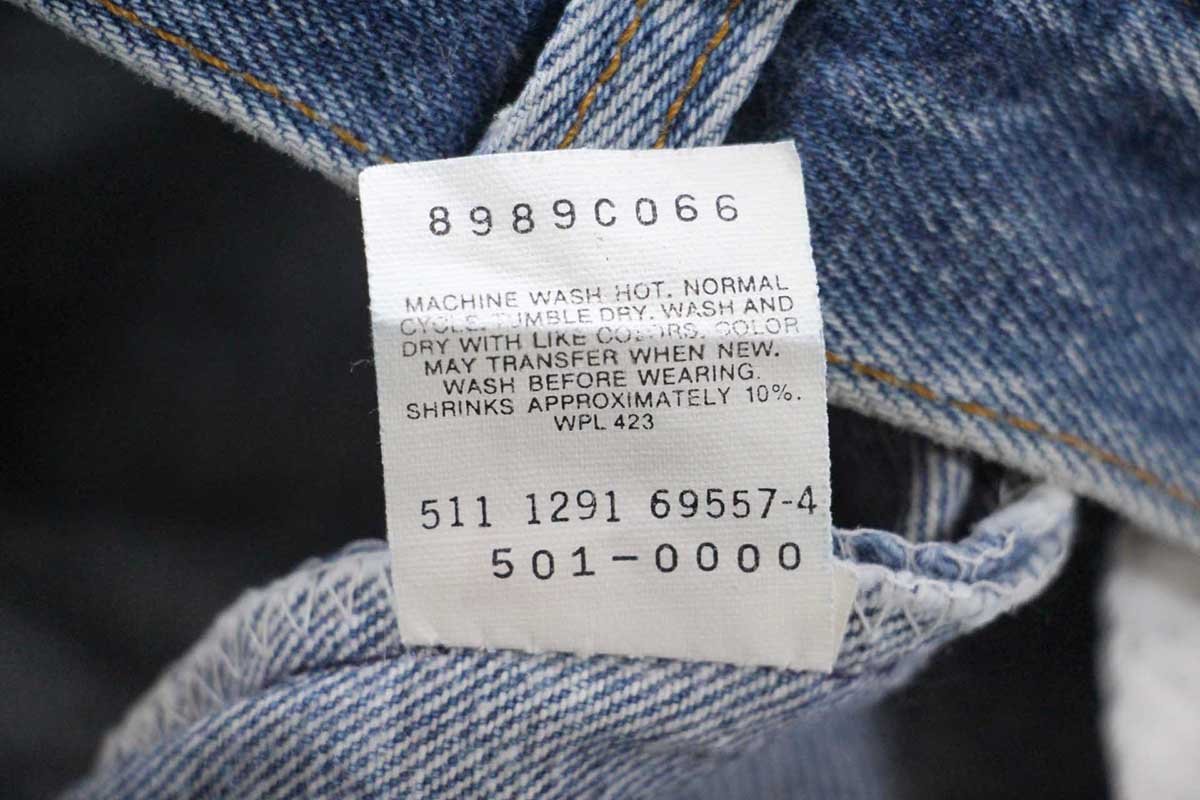 8989C066
MACHINE WASH HOT. NORMAL
CYCLE. TUMBLE DRY. WASH AND
DRY WITH LIKE COLORS. COLOR
MAY TRANSFER WHEN NEW.
WASH BEFORE WEARING.
SHRINKS APPROXIMATELY 10%.
WPL 423
511 1291 69557-4
501-0000